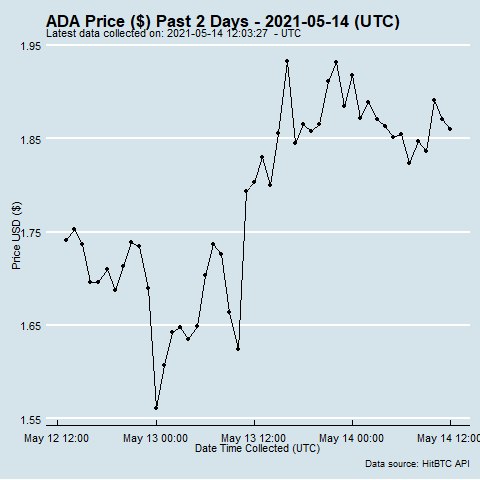 ADA Price ($) Past 2 Days - 2021-05-14 (UTC)
Latest data collected on: 2021-05-14 12:03:27  - UTC
1.95
1.85
1.75
1.65
1.55
Price USD ($)
May 12 12:00 May 13 00:00 May 13 12:00 May 14 00:00 May 14 12:00
Date Time Collected (UTC)
Data source: HitBTC API